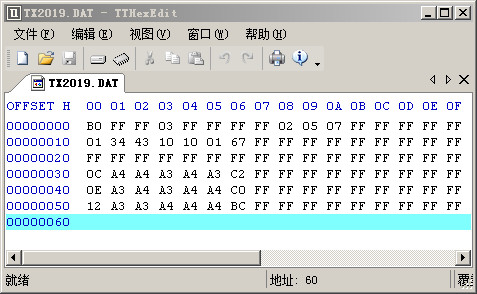 TX2019.DAT - TTHexEdit
文件(F) 编辑(E) 视图(V) 窗口(W) 帮助(H)
TX2019.DAT
OFFSET H 00 01 02 03 04 05 06 07 08 09 0A 0B 0C 0D 0E 0F
00000000 B0 FF FF 03 FF FF FF FF 02 05 07 FF FF FF FF FF
00000010 01 34 43 10 10 01 67 FF FF FF FF FF FF FF FF FF
00000020 FF FF FF FF FF FF FF FF FF FF FF FF FF FF FF FF
00000030 0C A4 A4 A3 A4 A3 C2 FF FF FF FF FF FF FF FF FF
00000040 0E A3 A4 A3 A4 A4 C0 FF FF FF FF FF FF FF FF FF
00000050 12 A3 A3 A4 A4 A4 BC FF FF FF FF FF FF FF FF FF
00000060
就绪 地址: 60